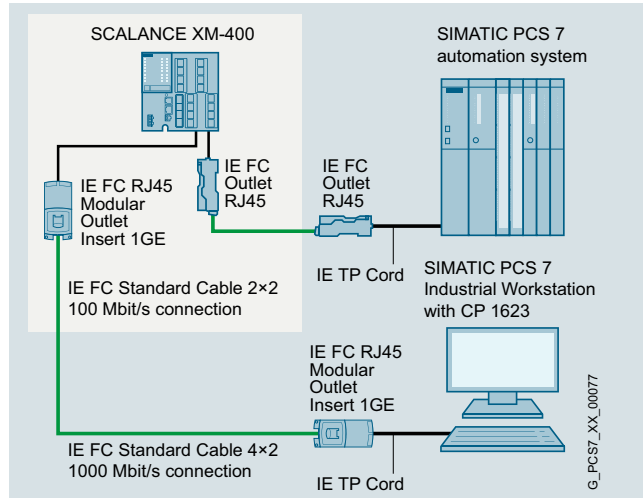 SCALANCE XM-400
SIMATIC PCS 7
automation system
IE FC RJ45
Modular
Outlet
Insert 1GE
IE FC
Outlet
RJ45
IE FC
Outlet
RJ45
IE TP Cord
IE FC Standard Cable 2×2
100 Mbit/s connection
SIMATIC PCS 7
Industrial Workstation
with CP 1623
IE FC RJ45
Modular
Outlet
Insert 1GE
IE FC Standard Cable 4×2
1000 Mbit/s connection
IE TP Cord
G_PCS7_XX_00077